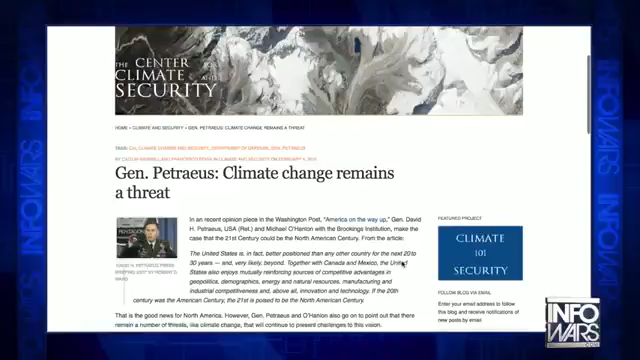 THE CENTER FOR
CLIMATE AND
SECURITY
HOME » CLIMATE AND SECURITY » GEN. PETRAEUS: CLIMATE CHANGE REMAINS A THREAT
Gen. Petraeus: Climate change remains
a threat
In a recent opinion piece in the Washington Post, "America on the way up," Gen. David
H. Petraeus, USA (Ret.) and Michael O'Hanlon with the Brookings Institution, make the
case that the 21st Century could be the North American Century. From the article:
The United States is, in fact, better positioned than any other country for the next 20 to
30 years — and, very likely, beyond. Together with Canada and Mexico, the United
States also enjoys mutually reinforcing sources of competitive advantages in
geopolitics, demographics, energy and natural resources, manufacturing and
industrial competitiveness and, above all, innovation and technology. If the 20th
century was the American Century, the 21st is poised to be the North American Century.
That is the good news for North America. However, Gen. Petraeus and O'Hanlon also go on to point out that there
remain a number of threats, like climate change, that will continue to present challenges to this vision.
FEATURED PROJECT
CLIMATE
101
SECURITY
FOLLOW BLOG VIA EMAIL
Enter your email address to follow
this blog and receive notifications of
new posts by email.
INFO
WARS.COM
INFO
WARS